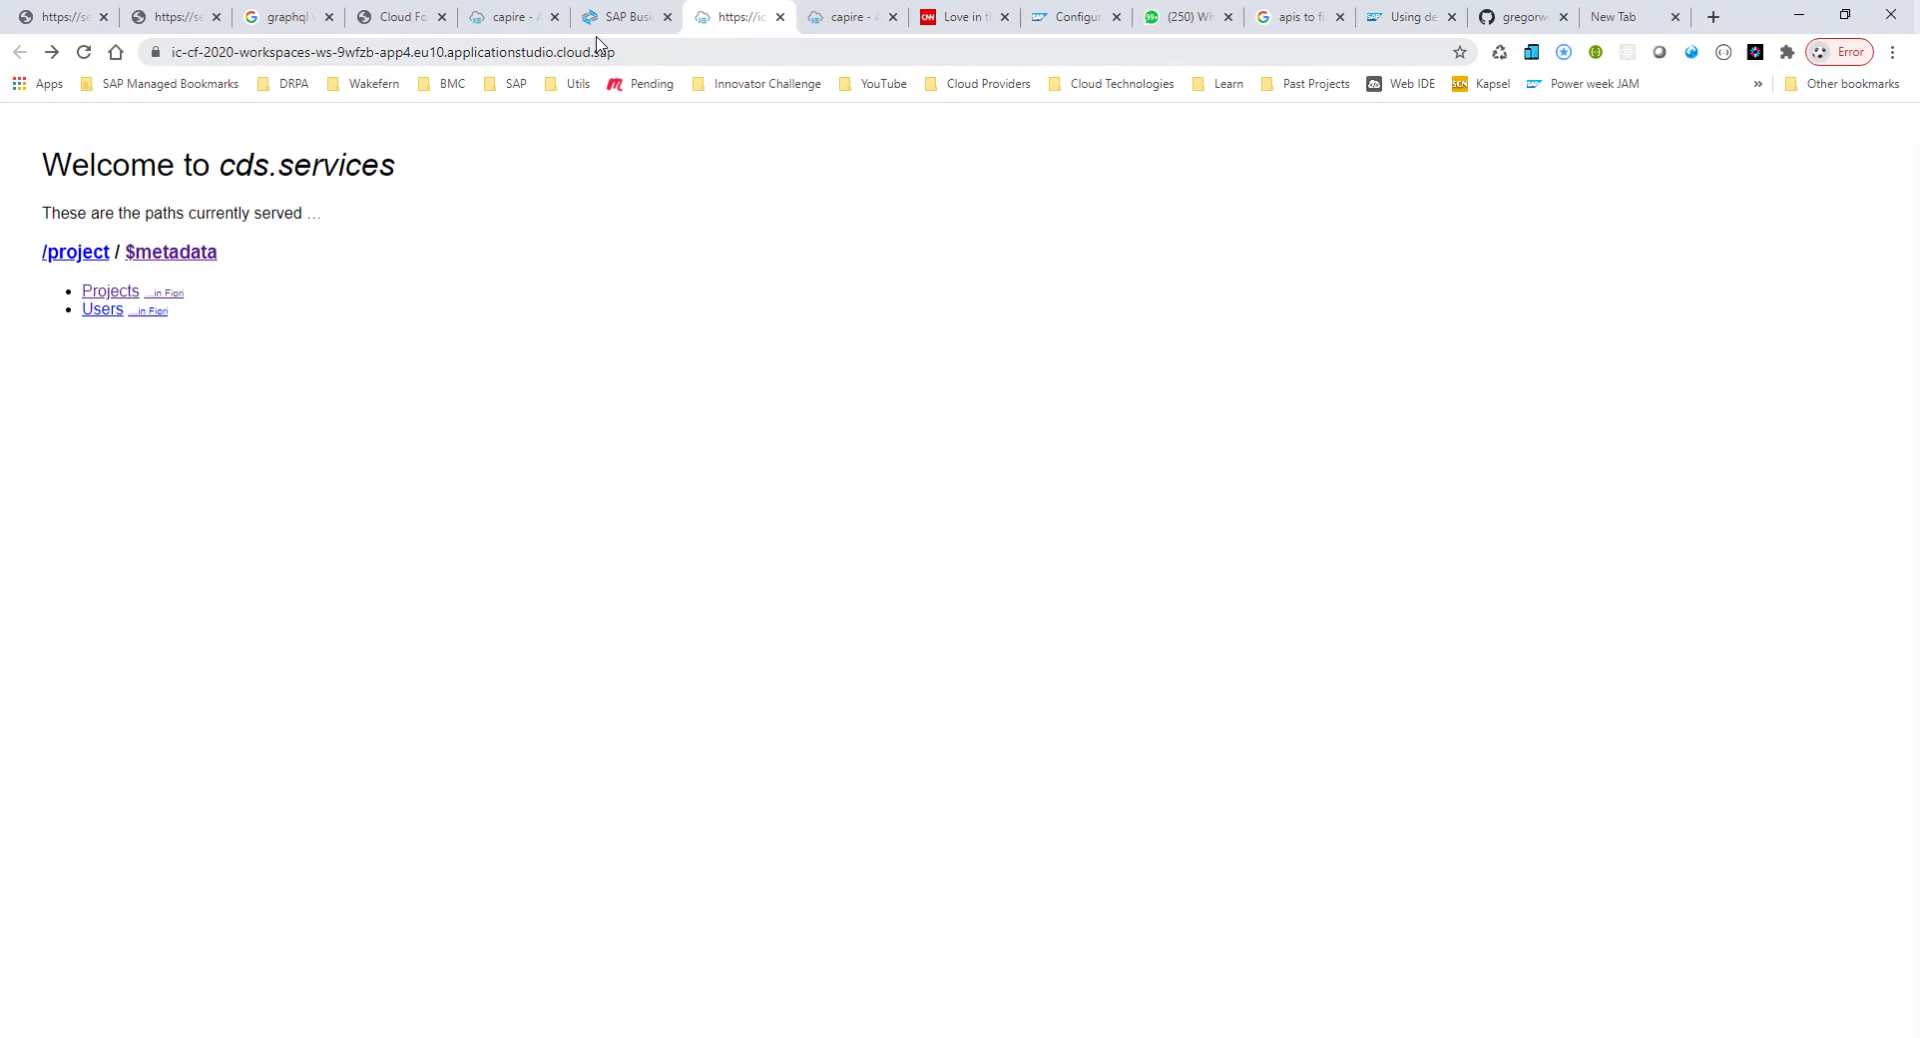 https://se graphql Cloud Fo capire - SAP Busi https://ic capire - Love in t Configur (250) Wh apis to fi Using de gregorw New Tab
ic-cf-2020-workspaces-ws-9wfzb-app4.eu10.applicationstudio.cloud.sap Error
Apps SAP Managed Bookmarks DRPA Wakefern BMC SAP Utils Pending Innovator Challenge YouTube Cloud Providers Cloud Technologies Learn Past Projects Web IDE SCN Kapsel Power week JAM » Other bookmarks
Welcome to cds.services
These are the paths currently served …
/project / $metadata
• Projects ...in Fiori
• Users ...in Fiori